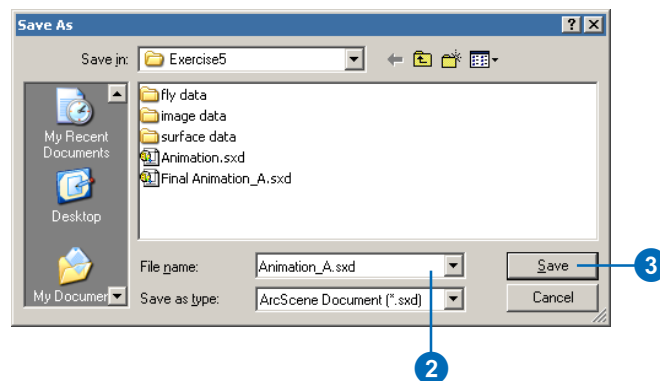 Save As
Save in: Exercise5
fly data
image data
surface data
Animation.sxd
Final Animation_A.sxd
My Recent
Documents
Desktop
My Documen
File name: Animation_A.sxd Save 3
Save as type: ArcScene Document (*.sxd) Cancel
2